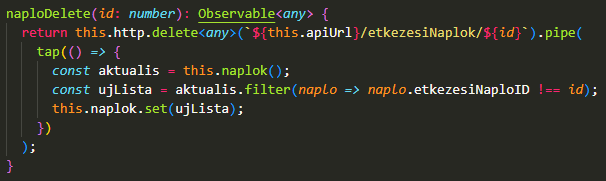 naploDelete(id: number): Observable<any> {
  return this.http.delete<any>(`${this.apiUrl}/etkezesiNaplok/${id}`).pipe(
    tap(() => {
      const aktualis = this.naplok();
      const ujLista = aktualis.filter(naplo => naplo.etkezesiNaploID !== id);
      this.naplok.set(ujLista);
    })
  );
}